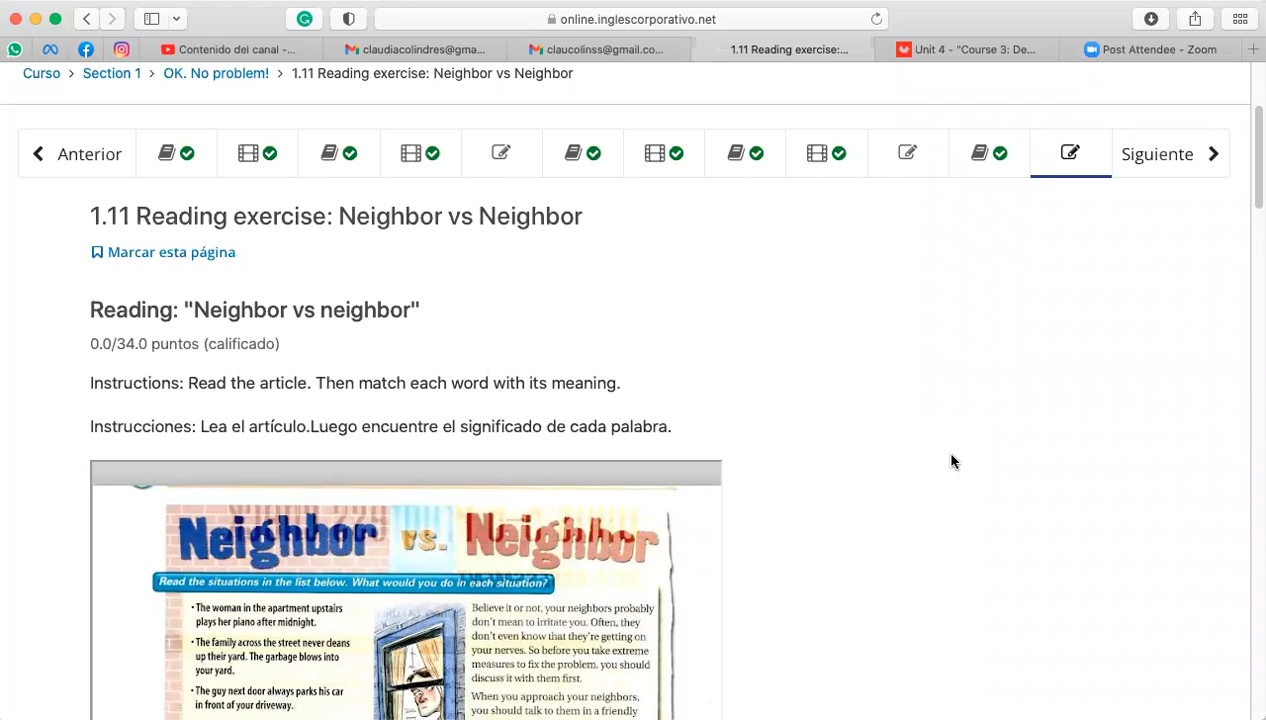 online.inglescorporativo.net
Contenido del canal -...
claudiacolindres@gma...
claucolinss@gmail.co...
1.11 Reading exercise:...
Unit 4 - "Course 3: De...
Post Attendee - Zoom
Curso > Section 1 > OK. No problem! > 1.11 Reading exercise: Neighbor vs Neighbor
Anterior
Siguiente
1.11 Reading exercise: Neighbor vs Neighbor
Marcar esta página
Reading: "Neighbor vs neighbor"
0.0/34.0 puntos (calificado)
Instructions: Read the article. Then match each word with its meaning.
Instrucciones: Lea el artículo.Luego encuentre el significado de cada palabra.
Neighbor vs. Neighbor
Read the situations in the list below. What would you do in each situation?
• The woman in the apartment upstairs
plays her piano after midnight.
• The family across the street never cleans
up their yard. The garbage blows into
your yard.
• The guy next door always parks his car
in front of your driveway.
Believe it or not, your neighbors probably
don't mean to irritate you. Often, they
don't even know that they're getting on
your nerves. So before you take extreme
measures to fix the problem, you should
discuss it with them first.
When you approach your neighbors,
you should talk to them in a friendly